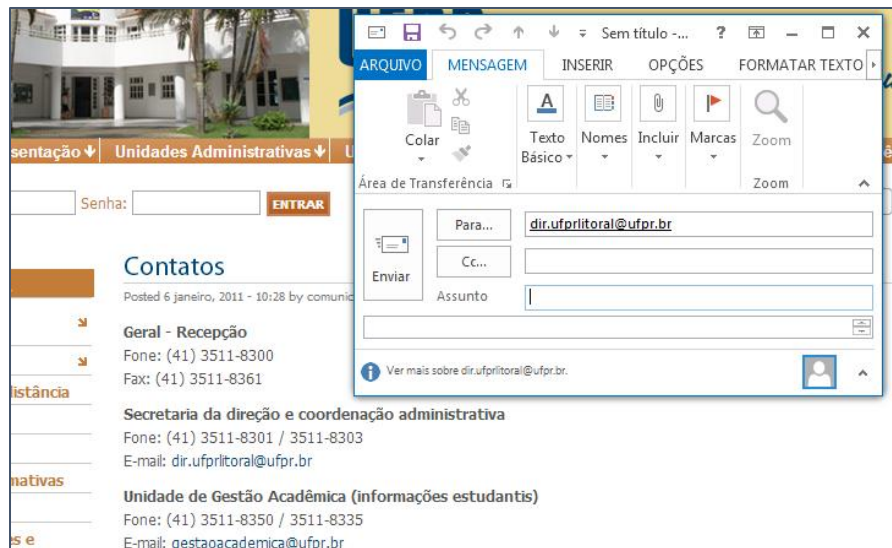 Sem título -... ?
ARQUIVO MENSAGEM INSERIR OPÇÕES FORMATAR TEXTO
Colar
Texto Básico
Nomes
Incluir
Marcas
Zoom
Área de Transferência
Zoom
Enviar
Para... dir.ufprlitoral@ufpr.br
Cc...
Assunto
Ver mais sobre dir.ufprlitoral@ufpr.br.
sentação Unidades Administrativas U
Senha: ENTRAR
Contatos
Posted 6 janeiro, 2011 - 10:28 by comunic
Geral - Recepção
Fone: (41) 3511-8300
Fax: (41) 3511-8361
Secretaria da direção e coordenação administrativa
Fone: (41) 3511-8301 / 3511-8303
E-mail: dir.ufprlitoral@ufpr.br
Unidade de Gestão Acadêmica (informações estudantis)
Fone: (41) 3511-8350 / 3511-8335
E-mail: gestaoacademica@ufpr.br
listância
mativas
es e